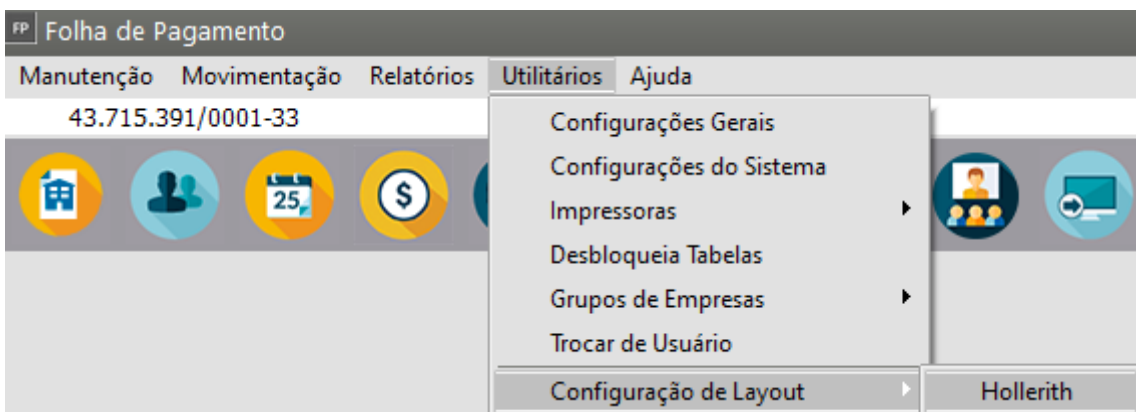 FP Folha de Pagamento
Manutenção Movimentação Relatórios Utilitários Ajuda
43.715.391/0001-33
Configurações Gerais
Configurações do Sistema
25
$
Impressoras
Desbloqueia Tabelas
Grupos de Empresas
Trocar de Usuário
Configuração de Layout Hollerith